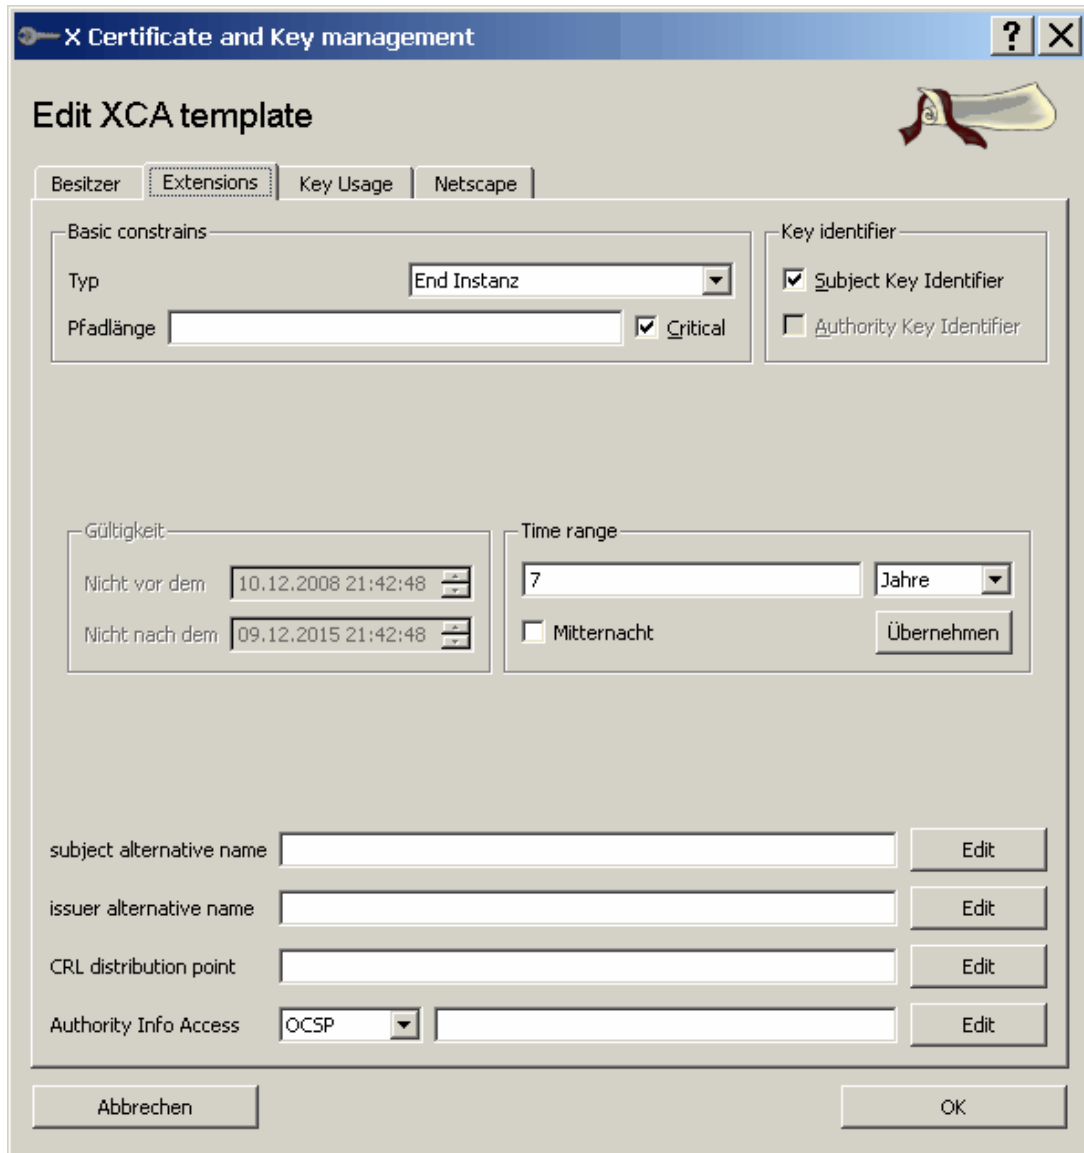 X Certificate and Key management
Edit XCA template
Besitzer Extensions Key Usage Netscape
Basic constrains Key identifier
Typ End Instanz Subject Key Identifier
Pfadlänge Critical Authority Key Identifier
Gültigkeit Time range
Nicht vor dem 10.12.2008 21:42:48 7 Jahre
Nicht nach dem 09.12.2015 21:42:48 Mitternacht Übernehmen
subject alternative name Edit
issuer alternative name Edit
CRL distribution point Edit
Authority Info Access OCSP Edit
Abbrechen OK